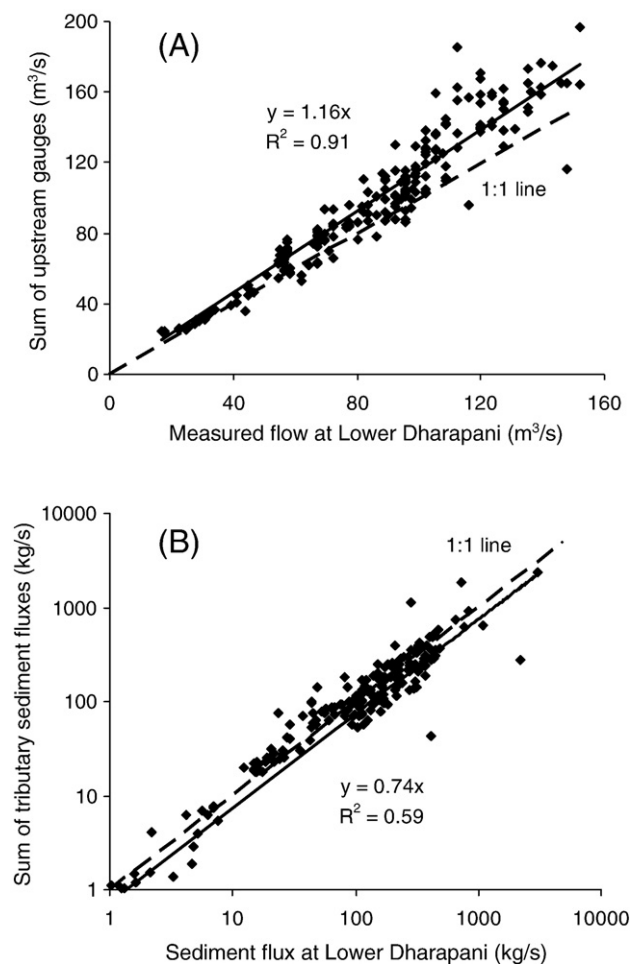 (A)
Sum of upstream gauges (m³/s)
200
160
120
80
40
0
y = 1.16x
R² = 0.91
1:1 line
0 40 80 120 160
Measured flow at Lower Dharapani (m³/s)
(B)
Sum of tributary sediment fluxes (kg/s)
10000
1000
100
10
1
1:1 line
y = 0.74x
R² = 0.59
1 10 100 1000 10000
Sediment flux at Lower Dharapani (kg/s)